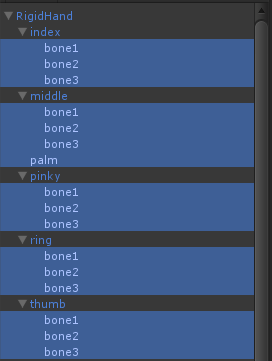 RigidHand
index
bone1
bone2
bone3
middle
bone1
bone2
bone3
palm
pinky
bone1
bone2
bone3
ring
bone1
bone2
bone3
thumb
bone1
bone2
bone3